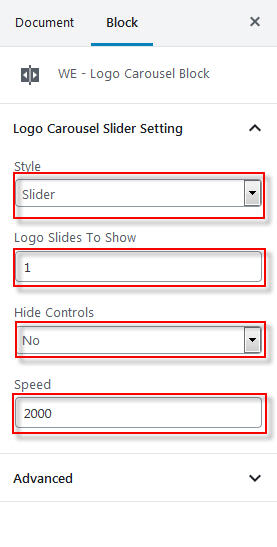 Document Block
WE - Logo Carousel Block
Logo Carousel Slider Setting
Style
Slider
Logo Slides To Show
1
Hide Controls
No
Speed
2000
Advanced